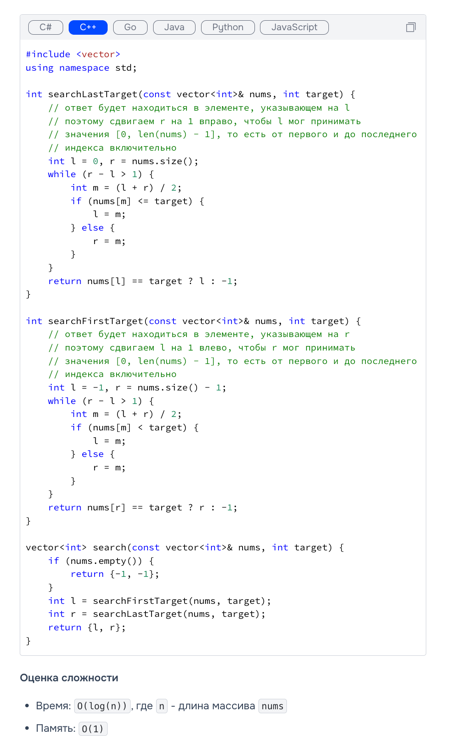 C# C++ Go Java Python JavaScript
#include <vector>
using namespace std;
int searchLastTarget(const vector<int>& nums, int target) {
    // ответ будет находиться в элементе, указывающем на l
    // поэтому сдвигаем r на 1 вправо, чтобы l мог принимать
    // значения [0, len(nums) - 1], то есть от первого и до последнего
    // индекса включительно
    int l = 0, r = nums.size();
    while (r - l > 1) {
        int m = (l + r) / 2;
        if (nums[m] <= target) {
            l = m;
        } else {
            r = m;
        }
    }
    return nums[l] == target ? l : -1;
}
int searchFirstTarget(const vector<int>& nums, int target) {
    // ответ будет находиться в элементе, указывающем на r
    // поэтому сдвигаем l на 1 влево, чтобы r мог принимать
    // значения [0, len(nums) - 1], то есть от первого и до последнего
    // индекса включительно
    int l = -1, r = nums.size() - 1;
    while (r - l > 1) {
        int m = (l + r) / 2;
        if (nums[m] < target) {
            l = m;
        } else {
            r = m;
        }
    }
    return nums[r] == target ? r : -1;
}
vector<int> search(const vector<int>& nums, int target) {
    if (nums.empty()) {
        return {-1, -1};
    }
    int l = searchFirstTarget(nums, target);
    int r = searchLastTarget(nums, target);
    return {l, r};
}
Оценка сложности
• Время: O(log(n)), где n - длина массива nums
• Память: O(1)